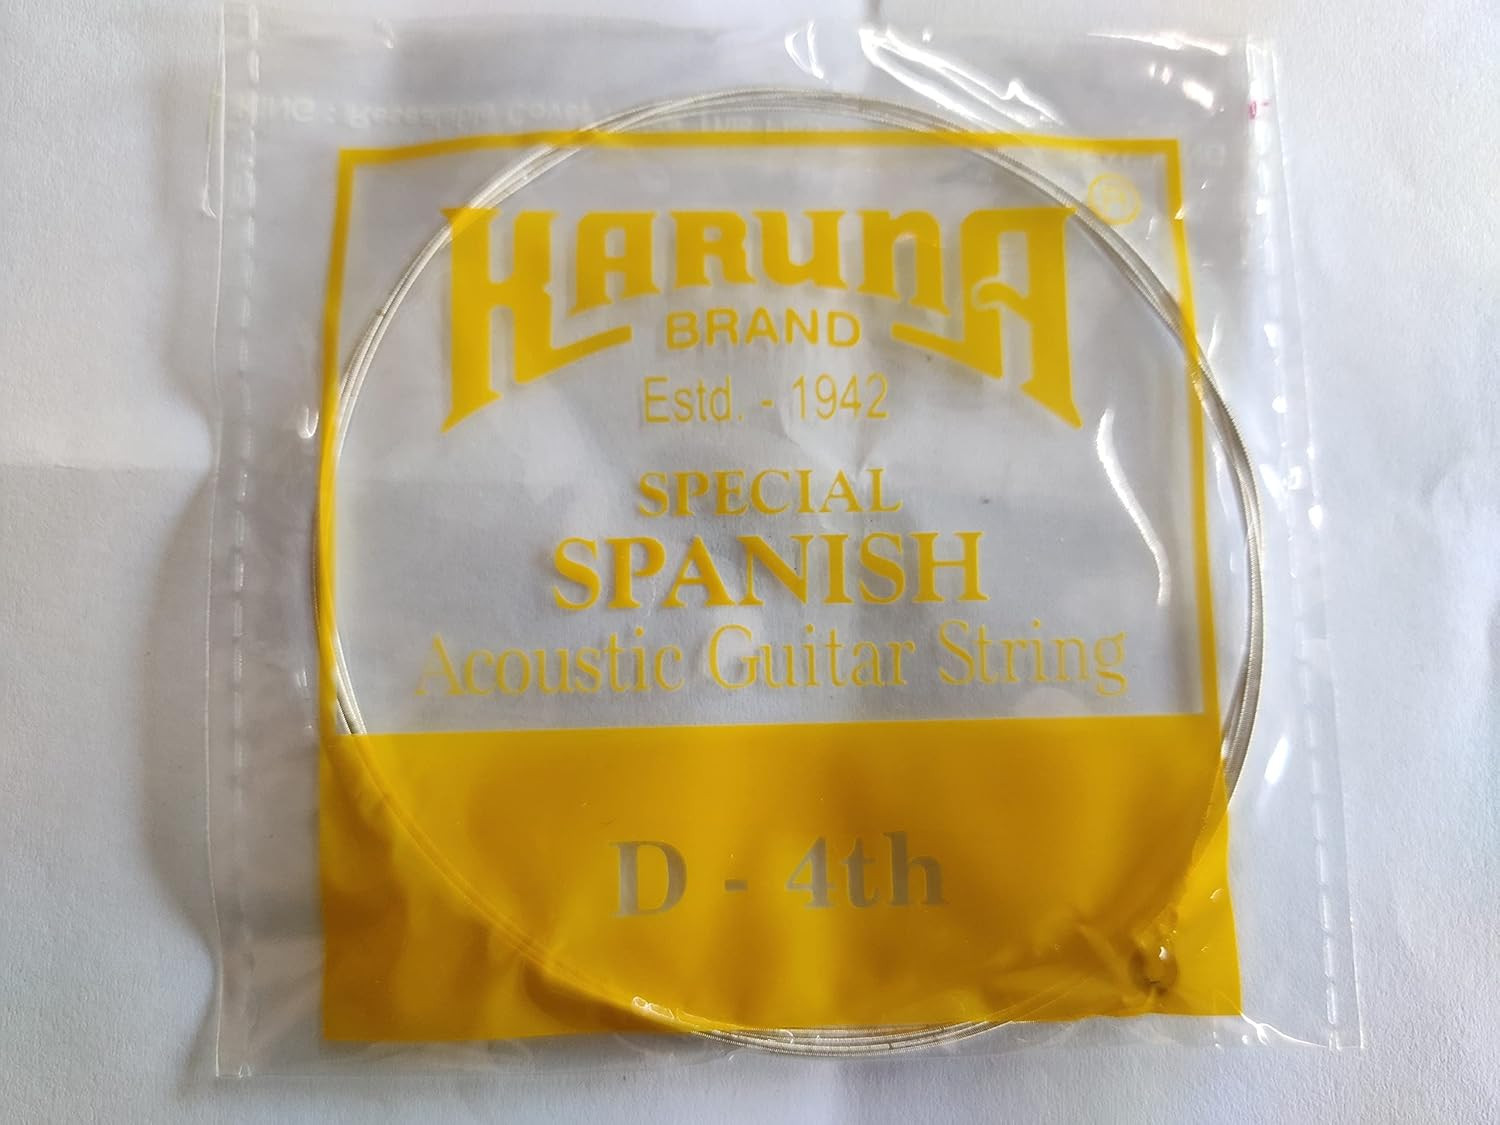 KARUNA ®
BRAND
Estd. - 1942
SPECIAL
SPANISH
Acoustic Guitar String
D - 4th